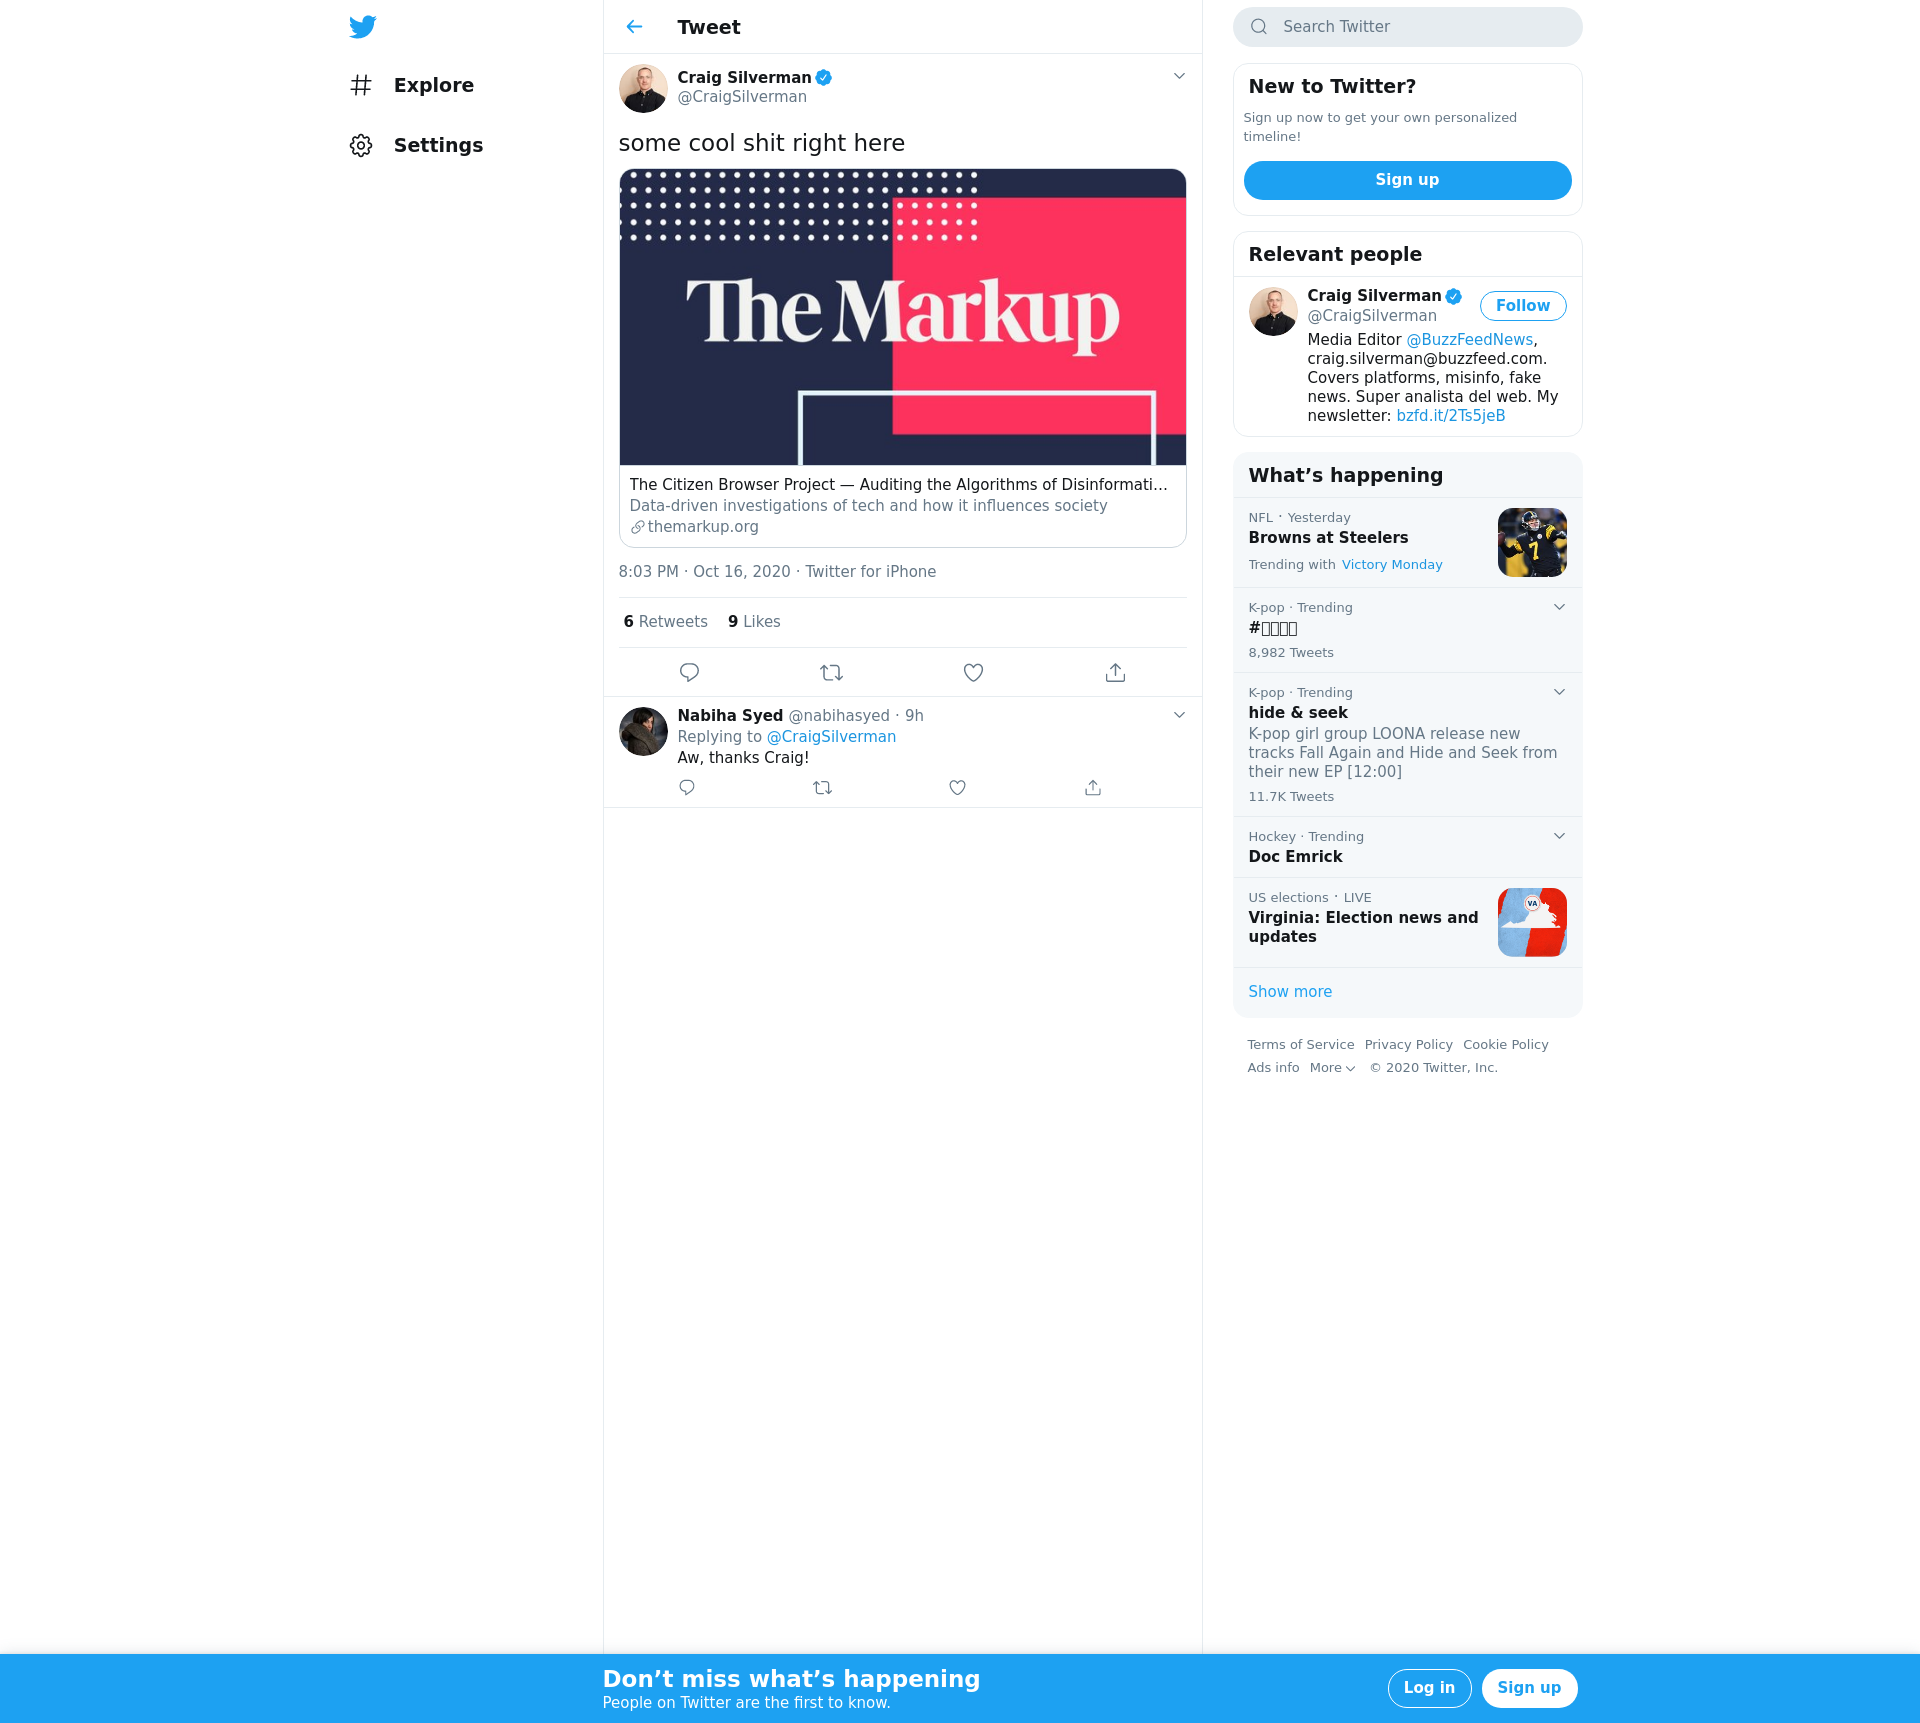 Explore
Settings
Tweet
Craig Silverman
@CraigSilverman
some cool shit right here
The Markup
The Citizen Browser Project — Auditing the Algorithms of Disinformati…
Data-driven investigations of tech and how it influences society
themarkup.org
8:03 PM · Oct 16, 2020 · Twitter for iPhone
6 Retweets 9 Likes
Nabiha Syed @nabihasyed · 9h
Replying to @CraigSilverman
Aw, thanks Craig!
Search Twitter
New to Twitter?
Sign up now to get your own personalized
timeline!
Sign up
Relevant people
Craig Silverman
@CraigSilverman
Follow
Media Editor @BuzzFeedNews,
craig.silverman@buzzfeed.com.
Covers platforms, misinfo, fake
news. Super analista del web. My
newsletter: bzfd.it/2Ts5jeB
What’s happening
NFL · Yesterday
Browns at Steelers
Trending with Victory Monday
7
K-pop · Trending
#
8,982 Tweets
K-pop · Trending
hide & seek
K-pop girl group LOONA release new
tracks Fall Again and Hide and Seek from
their new EP [12:00]
11.7K Tweets
Hockey · Trending
Doc Emrick
US elections · LIVE
Virginia: Election news and
updates
VA
Show more
Terms of Service Privacy Policy Cookie Policy
Ads info More © 2020 Twitter, Inc.
Don’t miss what’s happening
People on Twitter are the first to know.
Log in
Sign up